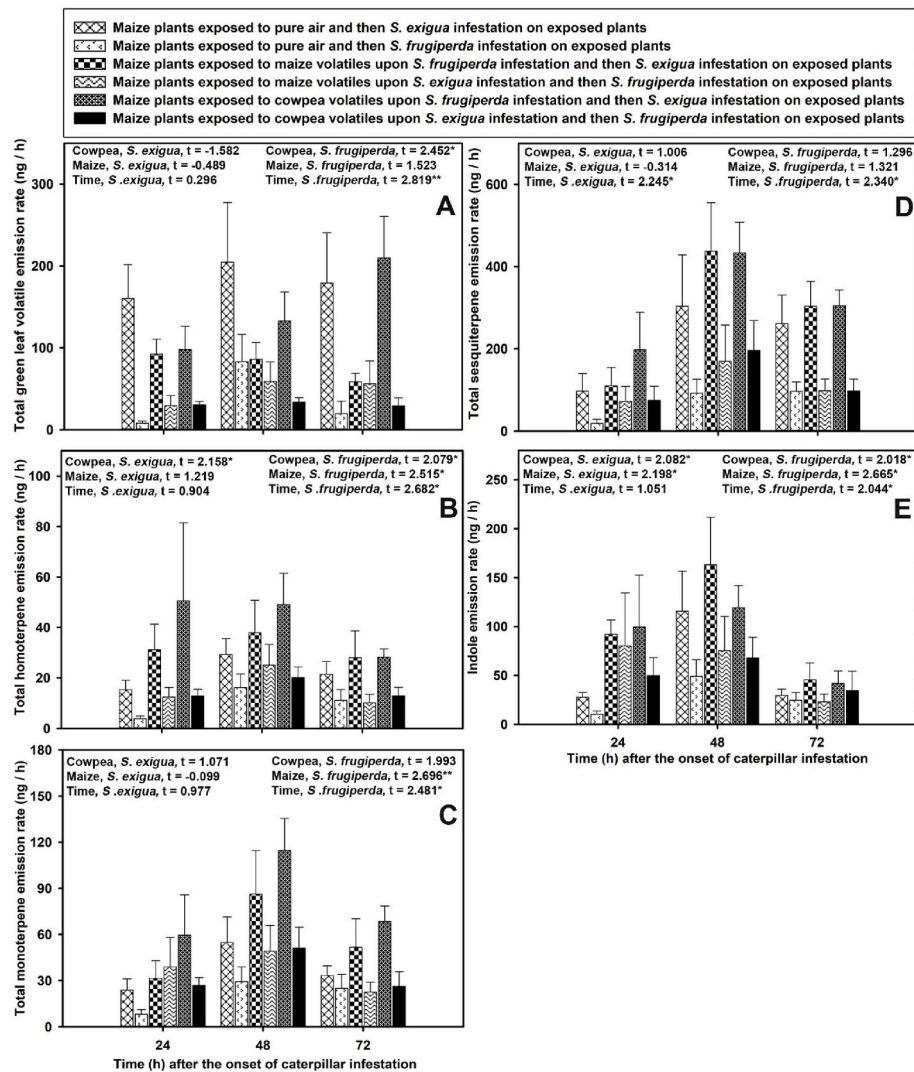 Maize plants exposed to pure air and then S. exigua infestation on exposed plants
Maize plants exposed to pure air and then S. frugiperda infestation on exposed plants
Maize plants exposed to maize volatiles upon S. frugiperda infestation and then S. exigua infestation on exposed plants
Maize plants exposed to maize volatiles upon S. exigua infestation and then S. frugiperda infestation on exposed plants
Maize plants exposed to cowpea volatiles upon S. frugiperda infestation and then S. exigua infestation on exposed plants
Maize plants exposed to cowpea volatiles upon S. exigua infestation and then S. frugiperda infestation on exposed plants
Cowpea, S. exigua, t = -1.582
Maize, S. exigua, t = -0.489
Time, S .exigua, t = 0.296
Cowpea, S. frugiperda, t = 2.452*
Maize, S. frugiperda, t = 1.523
Time, S .frugiperda, t = 2.819**
A
Total green leaf volatile emission rate (ng / h)
300
200
100
0
Cowpea, S. exigua, t = 2.158*
Maize, S. exigua, t = 1.219
Time, S .exigua, t = 0.904
Cowpea, S. frugiperda, t = 2.079*
Maize, S. frugiperda, t = 2.515*
Time, S .frugiperda, t = 2.682*
B
Total homoterpene emission rate (ng / h)
100
80
60
40
20
0
Cowpea, S. exigua, t = 1.071
Maize, S. exigua, t = -0.099
Time, S .exigua, t = 0.977
Cowpea, S. frugiperda, t = 1.993
Maize, S. frugiperda, t = 2.696**
Time, S .frugiperda, t = 2.481*
C
Total monoterpene emission rate (ng / h)
180
150
120
90
60
30
0
24 48 72
Time (h) after the onset of caterpillar infestation
Cowpea, S. exigua, t = 1.006
Maize, S. exigua, t = -0.314
Time, S .exigua, t = 2.245*
Cowpea, S. frugiperda, t = 1.296
Maize, S. frugiperda, t = 1.321
Time, S .frugiperda, t = 2.340*
D
Total sesquiterpene emission rate (ng / h)
600
400
200
0
Cowpea, S. exigua, t = 2.082*
Maize, S. exigua, t = 2.198*
Time, S .exigua, t = 1.051
Cowpea, S. frugiperda, t = 2.018*
Maize, S. frugiperda, t = 2.665*
Time, S .frugiperda, t = 2.044*
E
Indole emission rate (ng / h)
250
200
150
100
50
0
24 48 72
Time (h) after the onset of caterpillar infestation